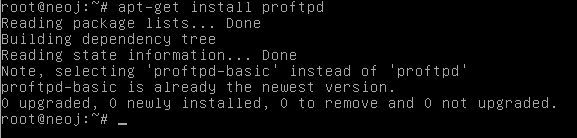 root@neoj:~# apt-get install proftpd
Reading package lists... Done
Building dependency tree
Reading state information... Done
Note, selecting 'proftpd-basic' instead of 'proftpd'
proftpd-basic is already the newest version.
0 upgraded, 0 newly installed, 0 to remove and 0 not upgraded.
root@neoj:~# _